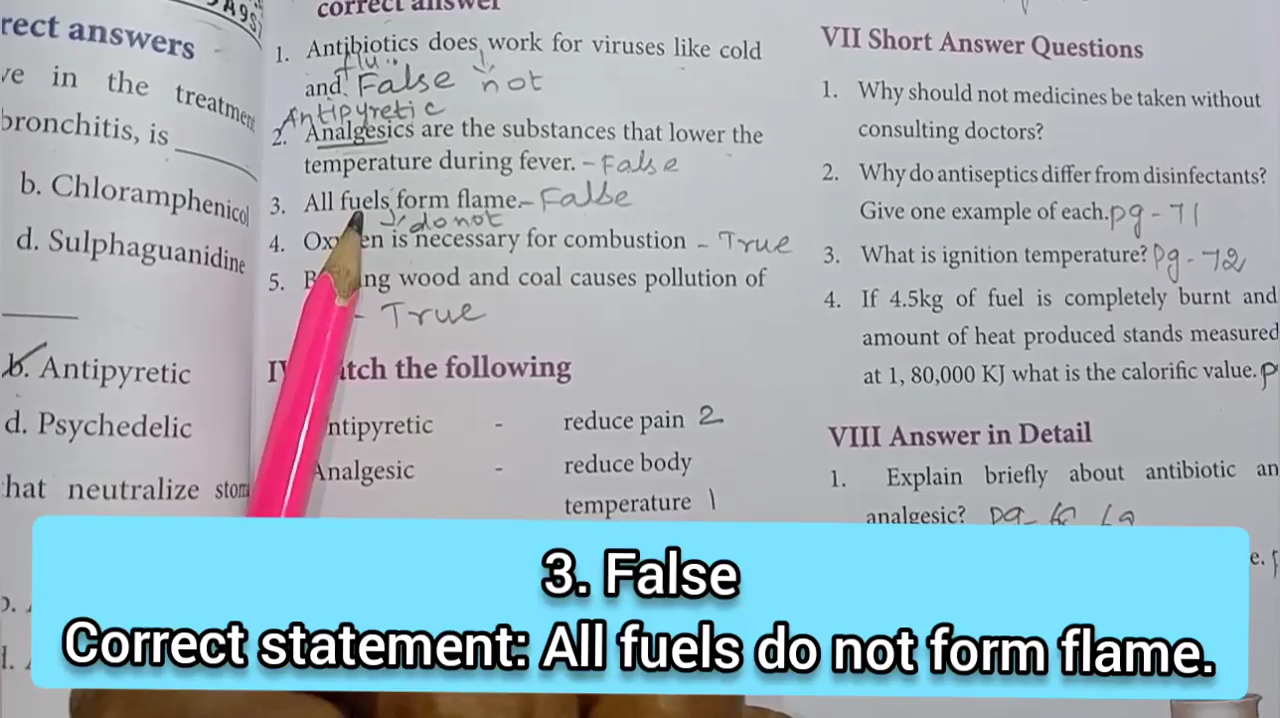 rect answers
ve in the treatment
bronchitis, is
b. Chloramphenicol
d. Sulphaguanidine
b. Antipyretic
d. Psychedelic
hat neutralize stom
correct answer
1. Antibiotics does work for viruses like cold
and flu.. False not
Antipyretic
2. Analgesics are the substances that lower the
temperature during fever. - False
3. All fuels form flame. - False
do not
4. Oxygen is necessary for combustion - True
5. B ng wood and coal causes pollution of
- True
tch the following
ntipyretic - reduce pain 2
Analgesic - reduce body
temperature 1
VII Short Answer Questions
1. Why should not medicines be taken without
consulting doctors?
2. Why do antiseptics differ from disinfectants?
Give one example of each. pg - 71
3. What is ignition temperature? pg - 72
4. If 4.5kg of fuel is completely burnt and
amount of heat produced stands measured
at 1, 80,000 KJ what is the calorific value. p
VIII Answer in Detail
1. Explain briefly about antibiotic an
analgesic?
e.
3. False
Correct statement: All fuels do not form flame.